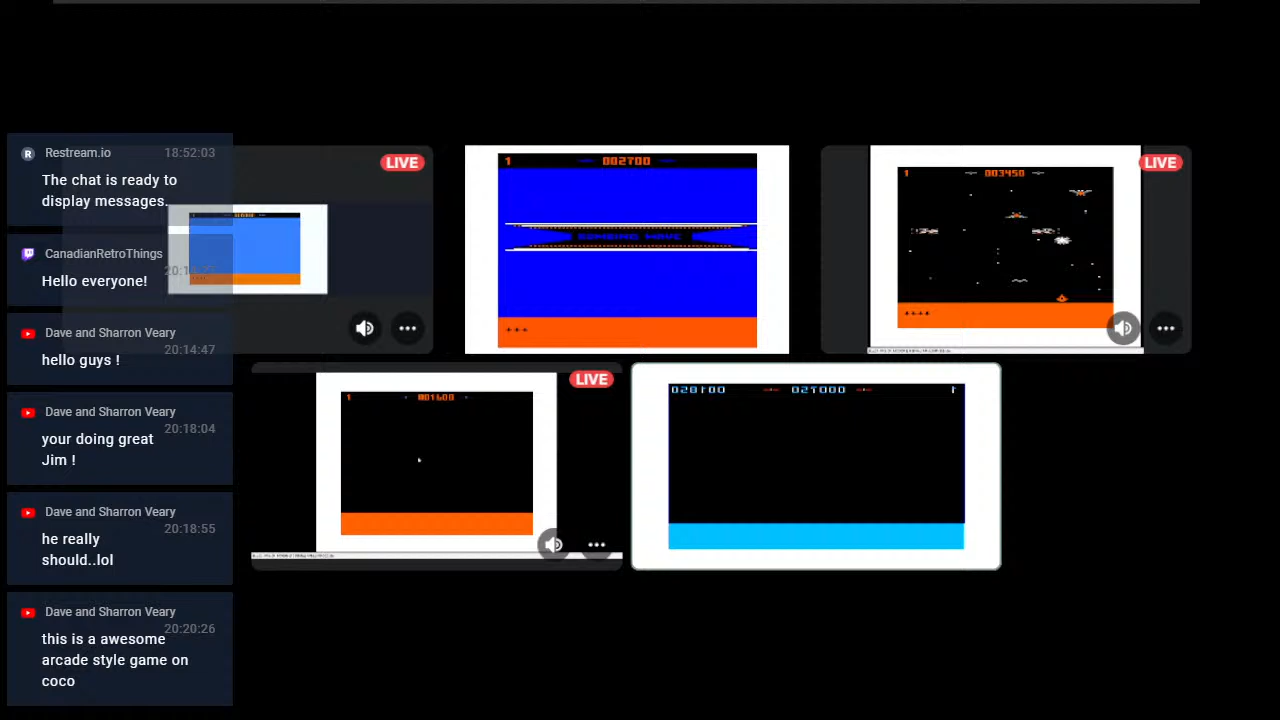 Restream.io 18:52:03
The chat is ready to
display messages.
CanadianRetroThings
Hello everyone!
Dave and Sharron Veary
20:14:47
hello guys !
Dave and Sharron Veary
20:18:04
your doing great
Jim !
Dave and Sharron Veary
20:18:55
he really
should..lol
Dave and Sharron Veary
20:20:26
this is a awesome
arcade style game on
coco
LIVE
1 002700
LIVE
1 003450
LIVE
1 001600